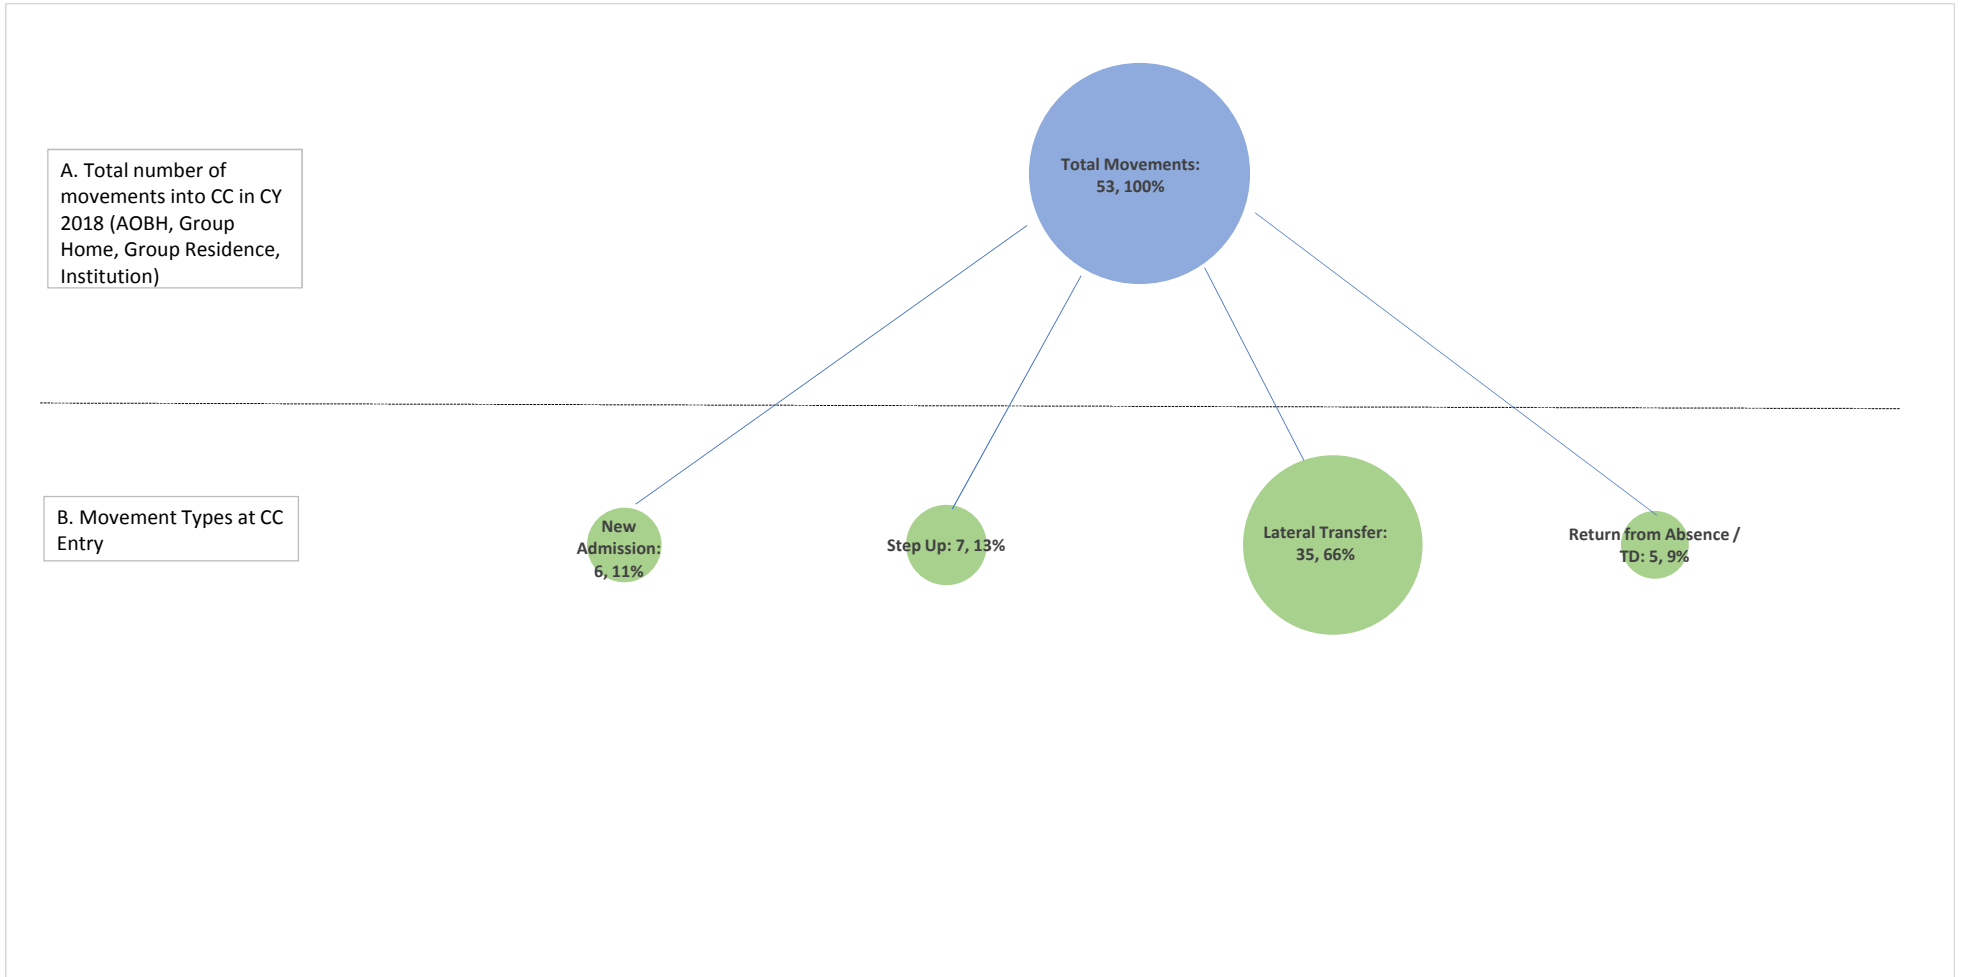 Total Movements:
53, 100%
A. Total number of
movements into CC in CY
2018 (AOBH, Group
Home, Group Residence,
Institution)
B. Movement Types at CC
Entry
New
Admission:
6, 11%
Step Up: 7, 13%
Lateral Transfer:
35, 66%
Return from Absence /
TD: 5, 9%